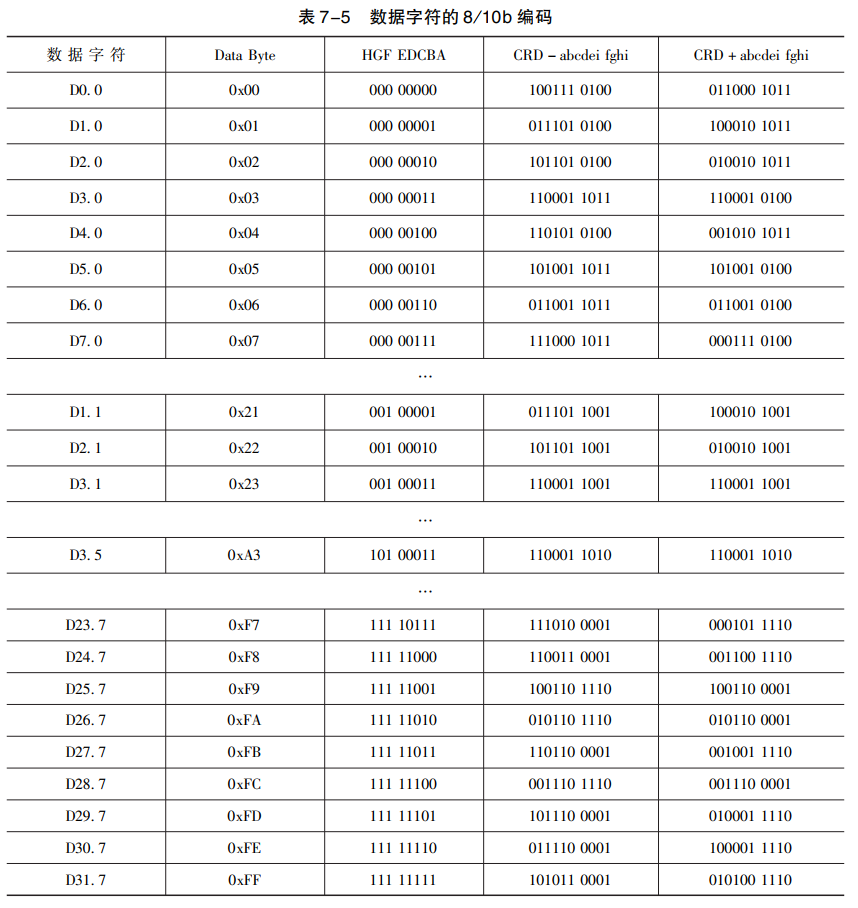 表7-5 数据字符的8/10b编码
数据字符 Data Byte HGF EDCBA CRD-abcdei fghi CRD+abcdei fghi
D0.0 0x00 000 00000 100111 0100 011000 1011
D1.0 0x01 000 00001 011101 0100 100010 1011
D2.0 0x02 000 00010 101101 0100 010010 1011
D3.0 0x03 000 00011 110001 1011 110001 0100
D4.0 0x04 000 00100 110101 0100 001010 1011
D5.0 0x05 000 00101 101001 1011 101001 0100
D6.0 0x06 000 00110 011001 1011 011001 0100
D7.0 0x07 000 00111 111000 1011 000111 0100
…
D1.1 0x21 001 00001 011101 1001 100010 1001
D2.1 0x22 001 00010 101101 1001 010010 1001
D3.1 0x23 001 00011 110001 1001 110001 1001
…
D3.5 0xA3 101 00011 110001 1010 110001 1010
…
D23.7 0xF7 111 10111 111010 0001 000101 1110
D24.7 0xF8 111 11000 110011 0001 001100 1110
D25.7 0xF9 111 11001 100110 1110 100110 0001
D26.7 0xFA 111 11010 010110 1110 010110 0001
D27.7 0xFB 111 11011 110110 0001 001001 1110
D28.7 0xFC 111 11100 001110 1110 001110 0001
D29.7 0xFD 111 11101 101110 0001 010001 1110
D30.7 0xFE 111 11110 011110 0001 100001 1110
D31.7 0xFF 111 11111 101011 0001 010100 1110